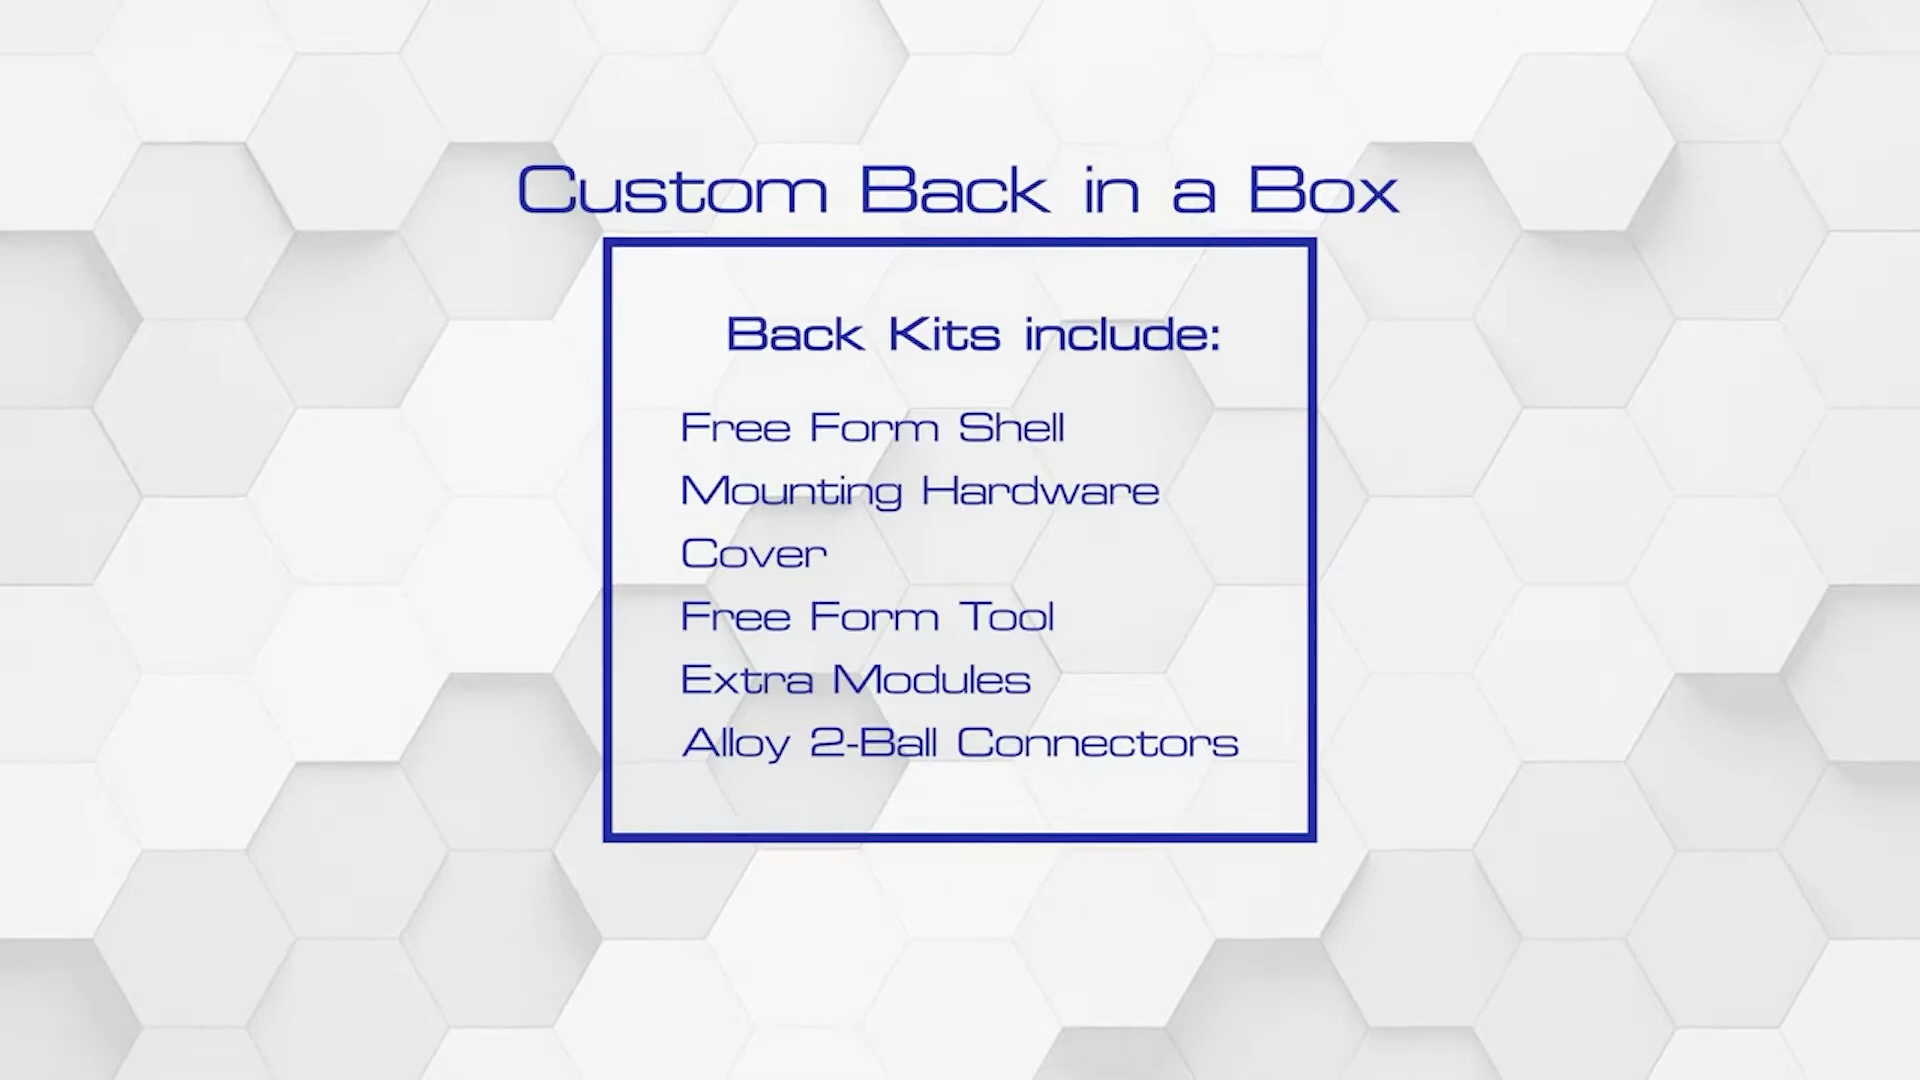 Custom Back in a Box
Back Kits include:
Free Form Shell
Mounting Hardware
Cover
Free Form Tool
Extra Modules
Alloy 2-Ball Connectors